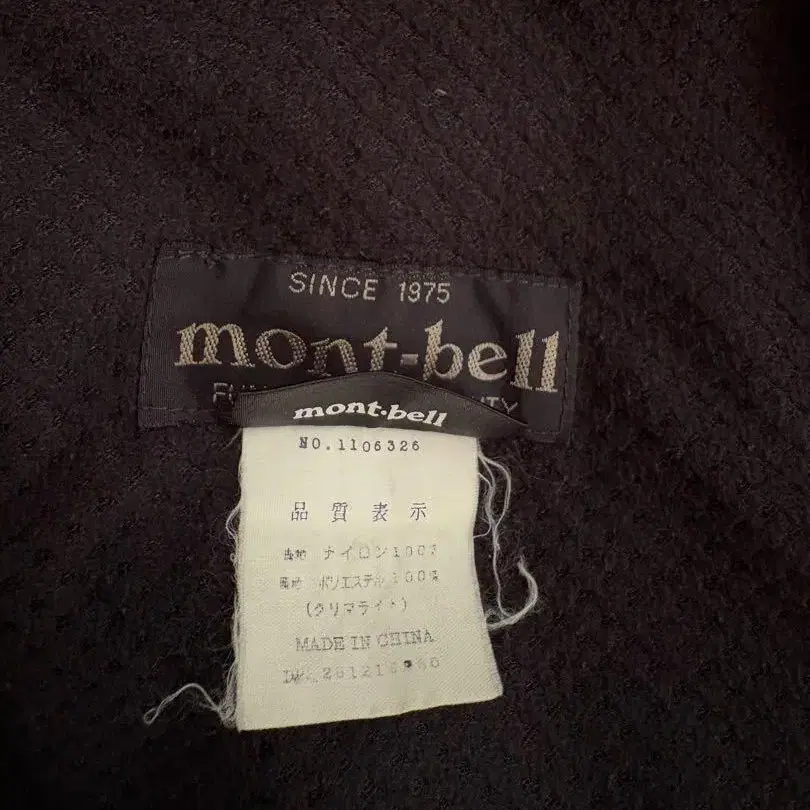 SINCE 1975
mont-bell
mont-bell
NO.1106326
品質表示
ナイロン100%
ポリエステル100%
(クリマライト)
MADE IN CHINA